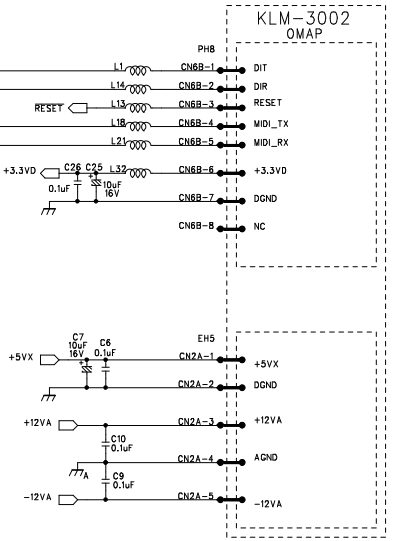 KLM-3002
OMAP
PH8
L1 CN6B-1 DIT
L14 CN6B-2 DIR
RESET L13 CN6B-3 RESET
L18 CN6B-4 MIDI_TX
L21 CN6B-5 MIDI_RX
+3.3VD C26 C25 L32 CN6B-6 +3.3VD
0.1uF + 10uF
16V
CN6B-7 DGND
CN6B-8 NC
EH5
C7
10uF C6
16V 0.1uF
+5VX + CN2A-1 +5VX
CN2A-2 DGND
+12VA CN2A-3 +12VA
C10
0.1uF
A CN2A-4 AGND
C9
0.1uF
-12VA CN2A-5 -12VA